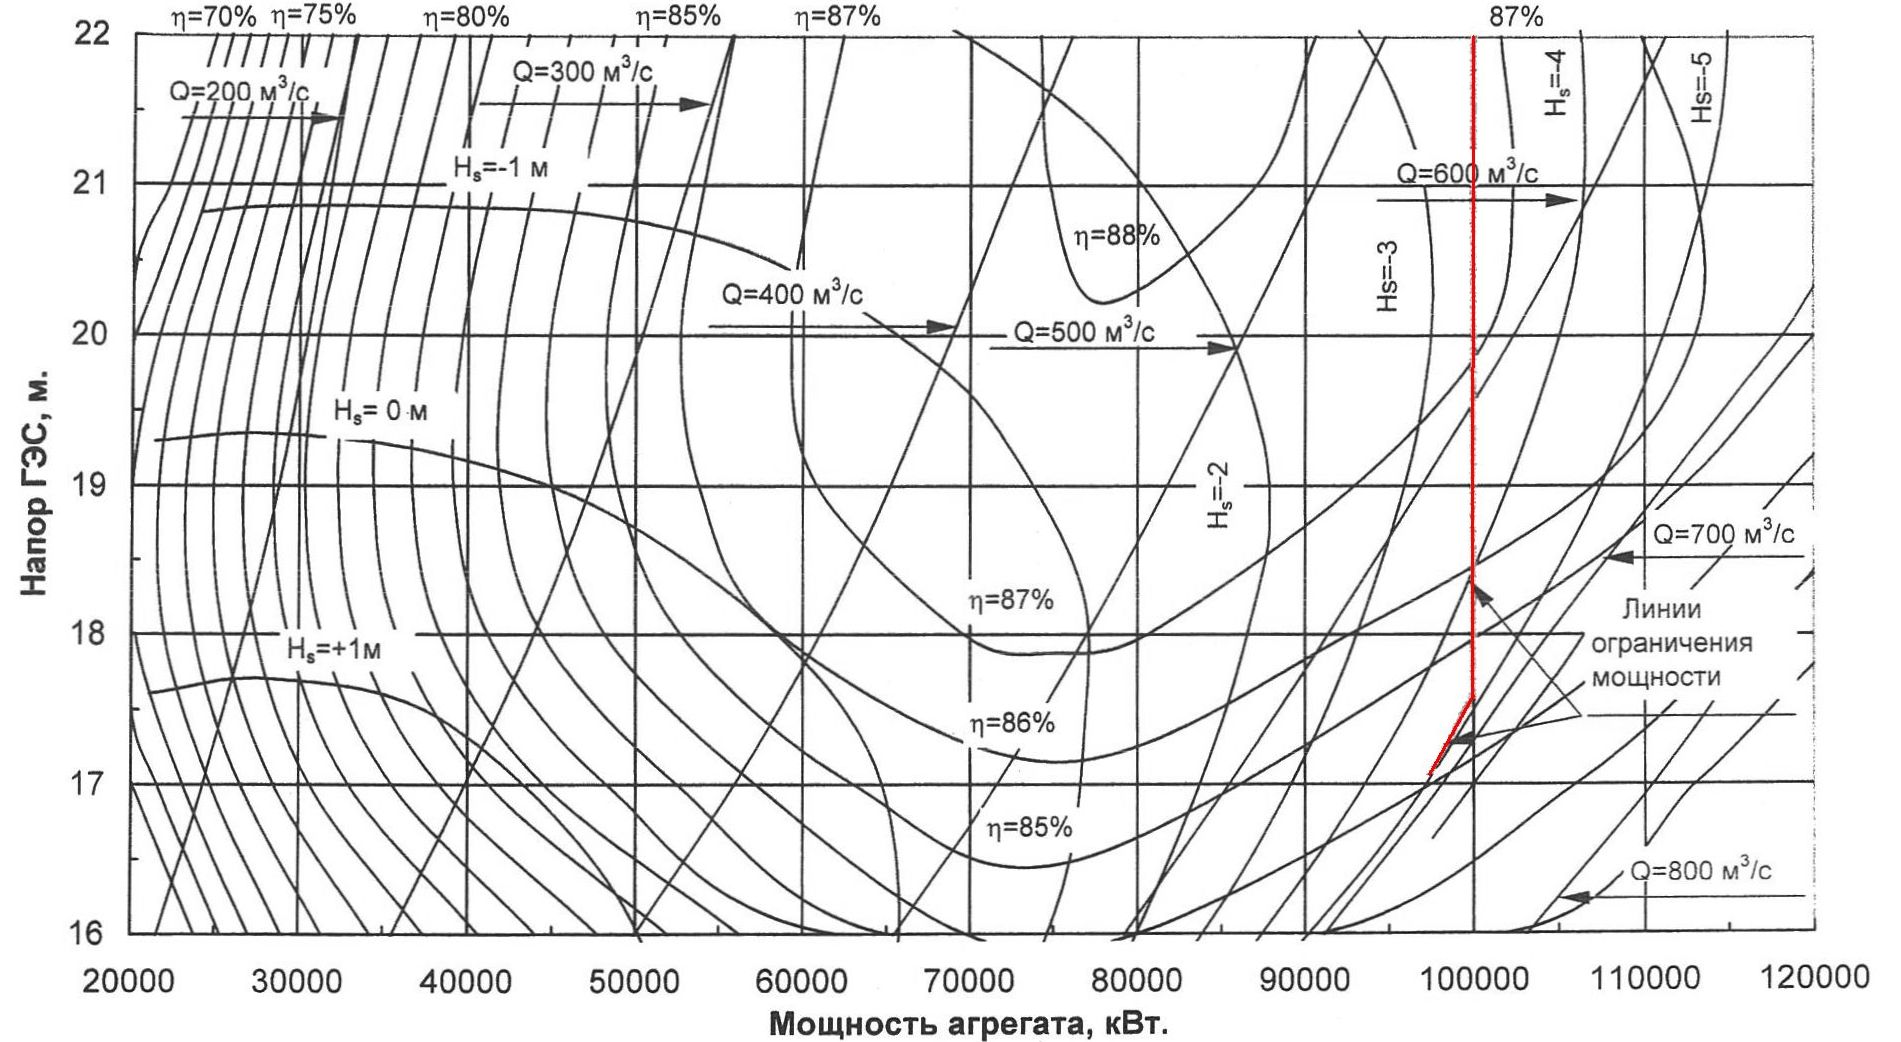 η=70% η=75% η=80% η=85% η=87% 87%
22
Q=200 м³/с
Q=300 м³/с
Hs=-4
Hs=-5
Hs=-1 м
Q=600 м³/с
21
η=88%
Hs=-3
Q=400 м³/с
Q=500 м³/с
20
Hs= 0 м
Hs=-2
19
Q=700 м³/с
η=87%
Линии
ограничения
мощности
18
Hs=+1м
η=86%
17
η=85%
Q=800 м³/с
16
Напор ГЭС, м.
20000 30000 40000 50000 60000 70000 80000 90000 100000 110000 120000
Мощность агрегата, кВт.